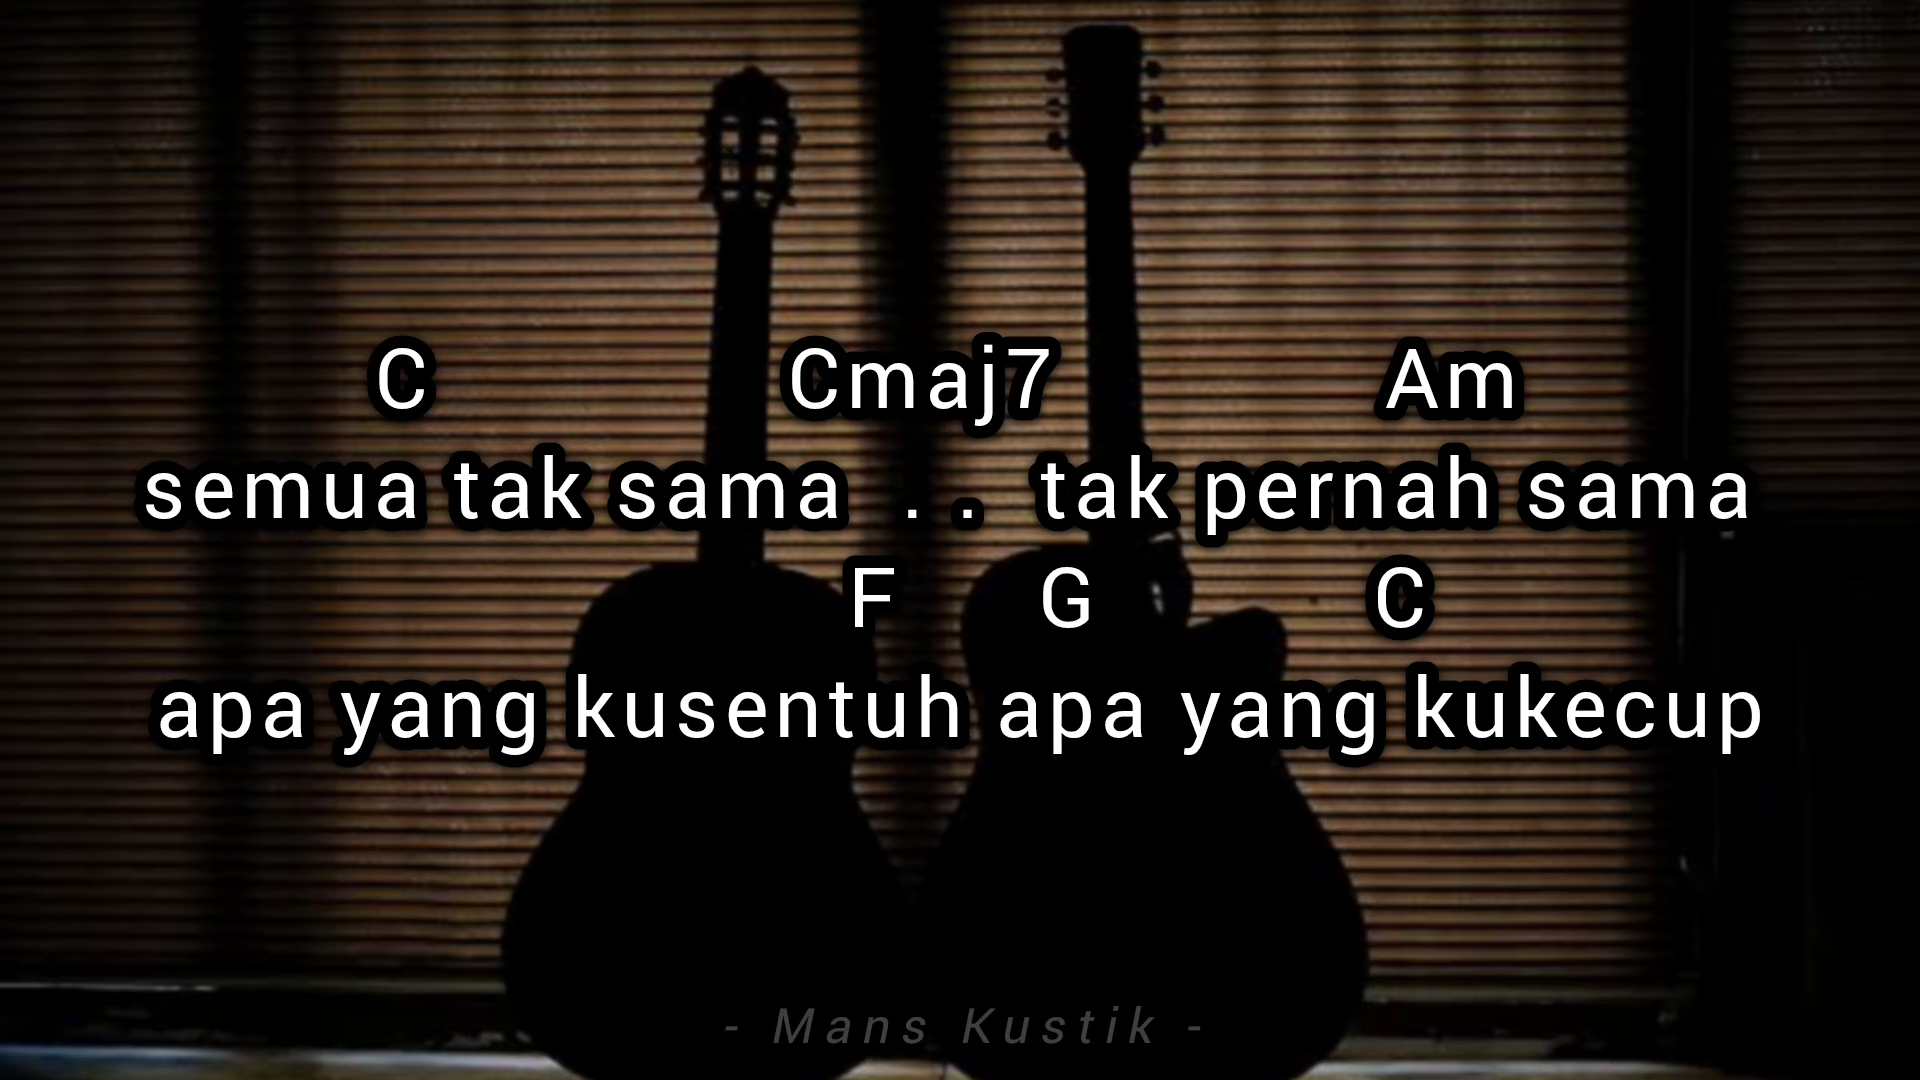 C Cmaj7 Am
semua tak sama . . tak pernah sama
F G C
apa yang kusentuh apa yang kukecup
- Mans Kustik -